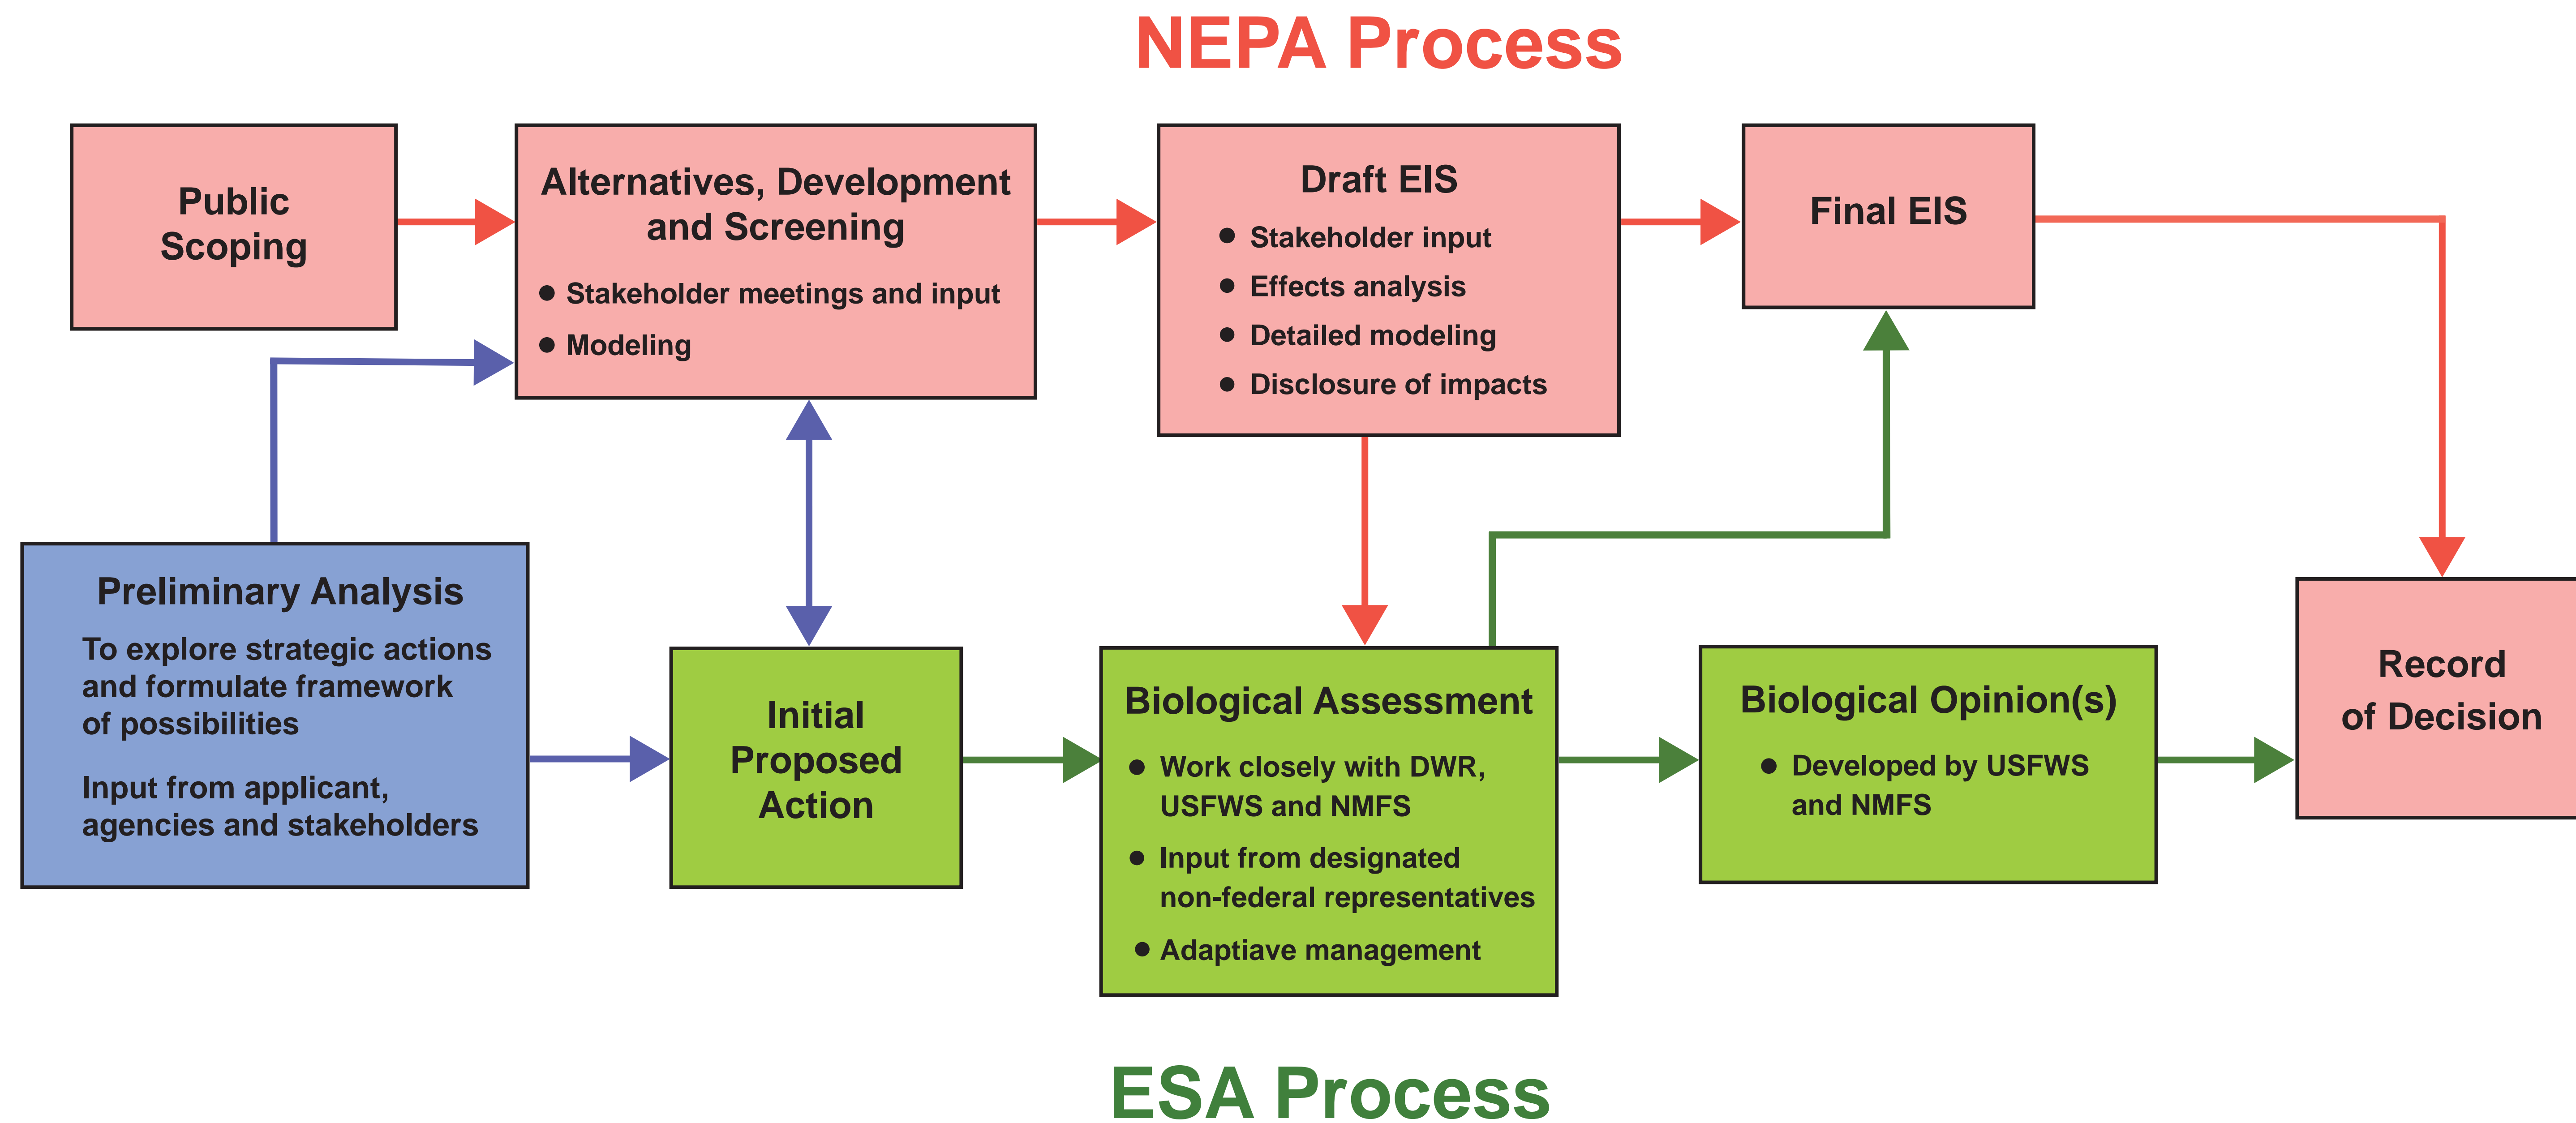 NEPA Process
Public
Scoping
Alternatives, Development
and Screening
● Stakeholder meetings and input
● Modeling
Draft EIS
● Stakeholder input
● Effects analysis
● Detailed modeling
● Disclosure of impacts
Final EIS
Preliminary Analysis
To explore strategic actions
and formulate framework
of possibilities
Input from applicant,
agencies and stakeholders
Initial
Proposed
Action
Biological Assessment
● Work closely with DWR,
USFWS and NMFS
● Input from designated
non-federal representatives
● Adaptiave management
Biological Opinion(s)
● Developed by USFWS
and NMFS
Record
of Decision
ESA Process